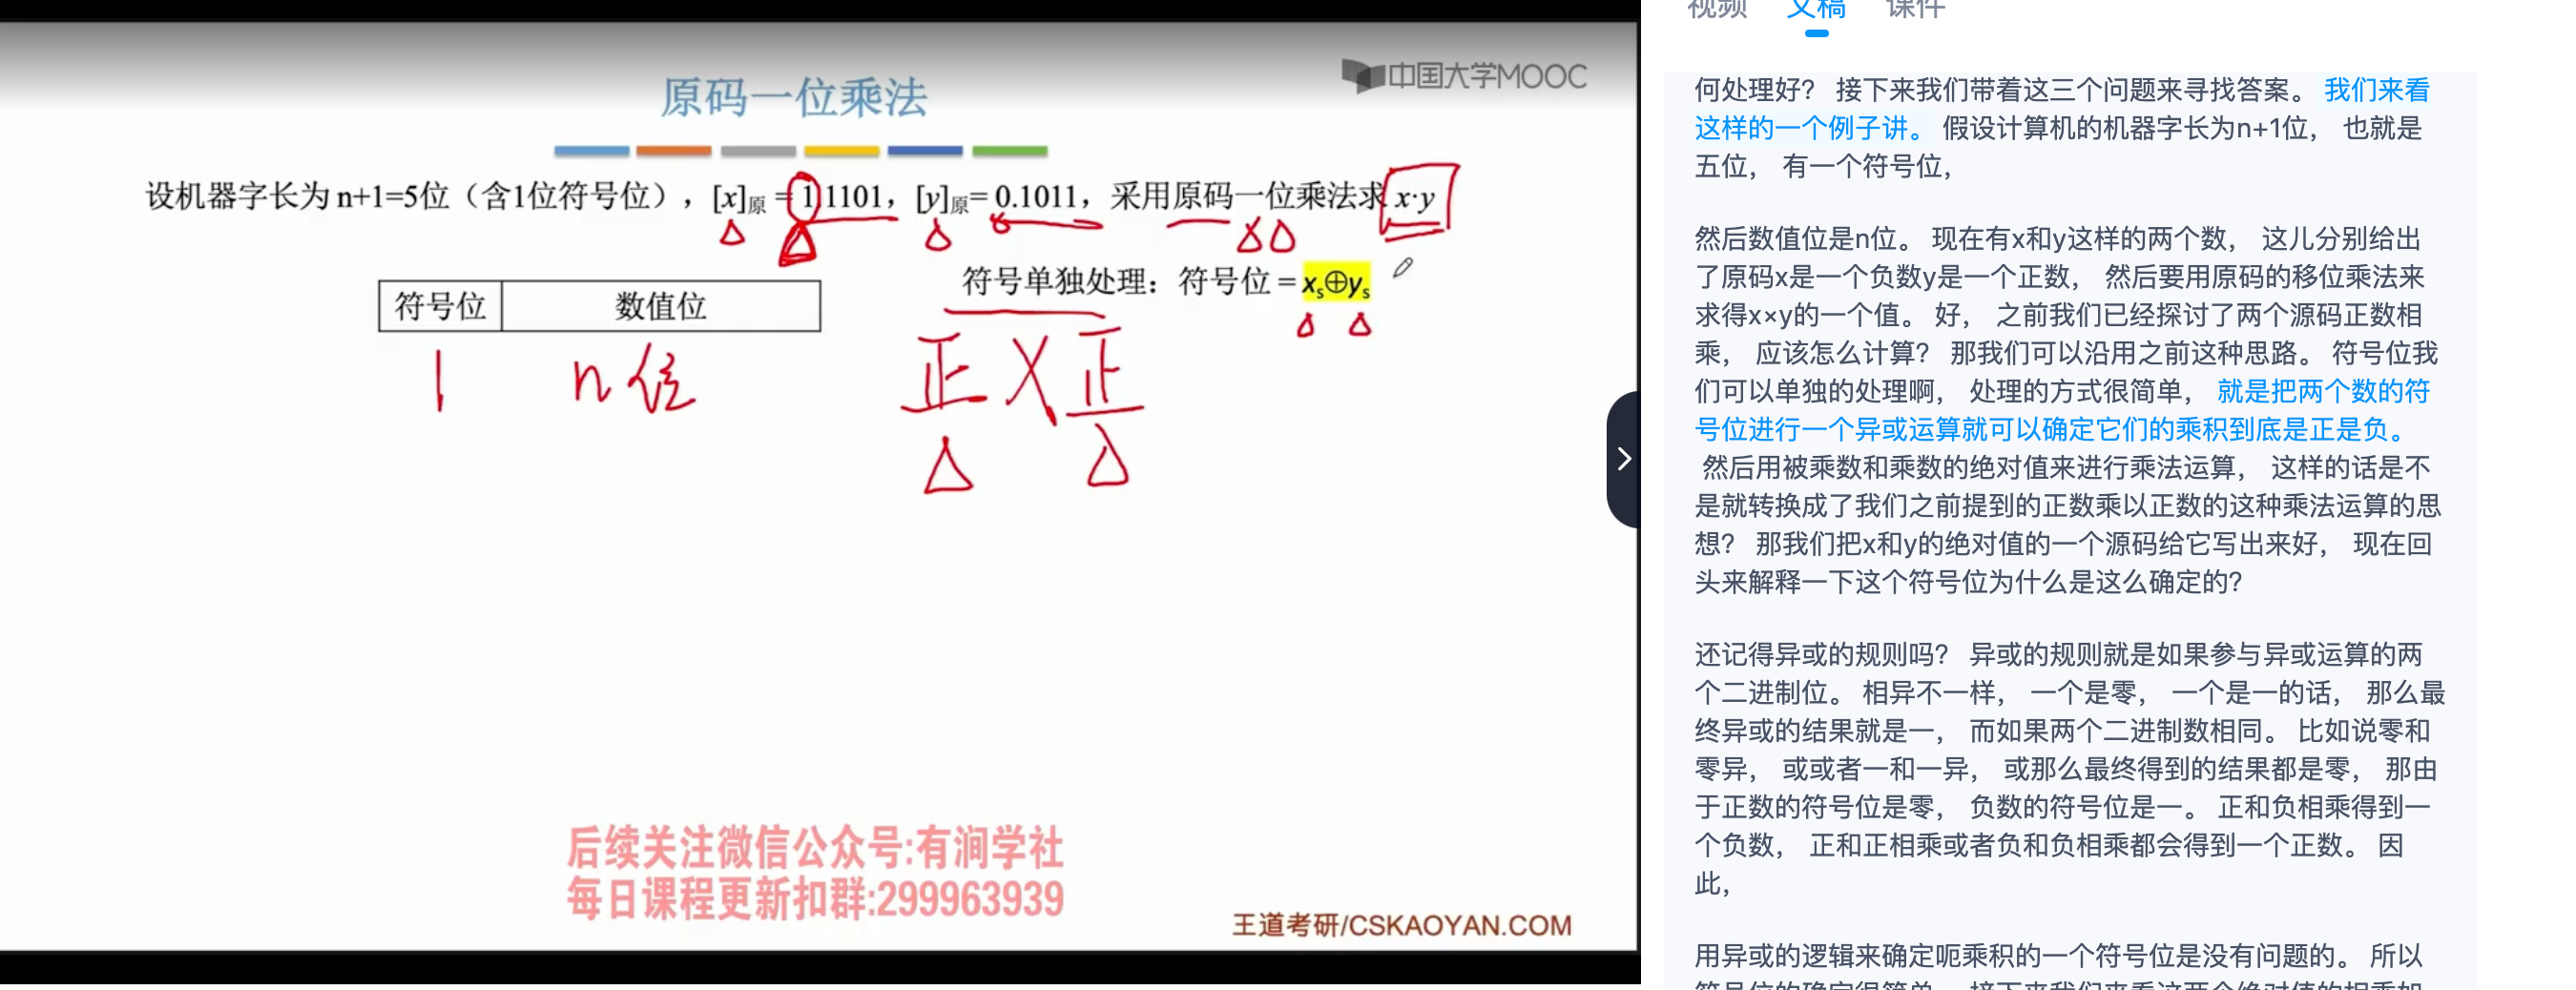 中国大学MOOC
原码一位乘法
设机器字长为 n+1=5位（含1位符号位），[x]原 = 1.1101，[y]原 = 0.1011，采用原码一位乘法求 x·y
符号单独处理：符号位 = xs⊕ys
符号位 数值位
1 n位
正 X 正
后续关注微信公众号:有涧学社
每日课程更新扣群:299963939
王道考研/CSKAOYAN.COM
视频 文稿 课件
何处理好？ 接下来我们带着这三个问题来寻找答案。 我们来看
这样的一个例子讲。 假设计算机的机器字长为n+1位， 也就是
五位， 有一个符号位，
然后数值位是n位。 现在有x和y这样的两个数， 这儿分别给出
了原码x是一个负数y是一个正数， 然后要用原码的移位乘法来
求得x×y的一个值。 好， 之前我们已经探讨了两个源码正数相
乘， 应该怎么计算？ 那我们可以沿用之前这种思路。 符号位我
们可以单独的处理啊， 处理的方式很简单， 就是把两个数的符
号位进行一个异或运算就可以确定它们的乘积到底是正是负。
然后用被乘数和乘数的绝对值来进行乘法运算， 这样的话是不
是就转换成了我们之前提到的正数乘以正数的这种乘法运算的思
想？ 那我们把x和y的绝对值的一个源码给它写出来好， 现在回
头来解释一下这个符号位为什么是这么确定的？
还记得异或的规则吗？ 异或的规则就是如果参与异或运算的两
个二进制位。 相异不一样， 一个是零， 一个是一的话， 那么最
终异或的结果就是一， 而如果两个二进制数相同。 比如说零和
零异， 或或者一和一异， 或那么最终得到的结果都是零， 那由
于正数的符号位是零， 负数的符号位是一。 正和负相乘得到一
个负数， 正和正相乘或者负和负相乘都会得到一个正数。 因
此，
用异或的逻辑来确定呃乘积的一个符号位是没有问题的。 所以